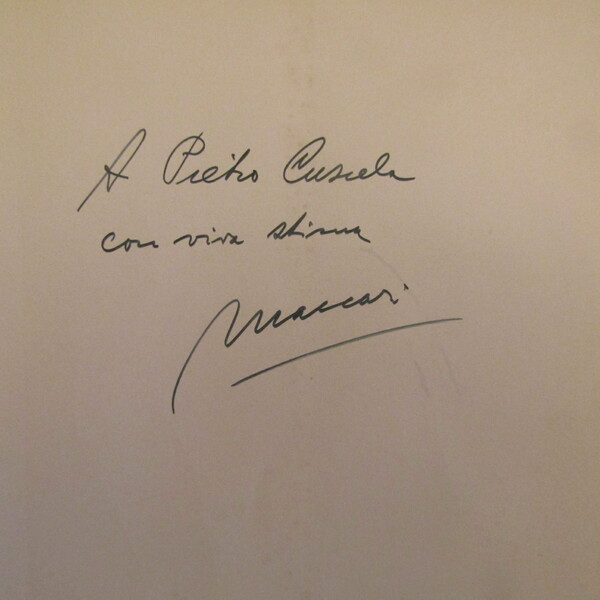 A Pietro Cuscela
con viva stima
Maccari